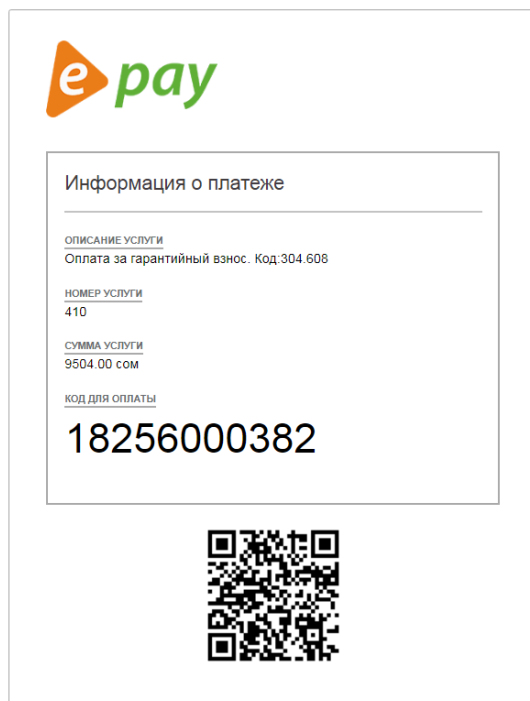 e pay
Информация о платеже
ОПИСАНИЕ УСЛУГИ
Оплата за гарантийный взнос. Код:304.608
НОМЕР УСЛУГИ
410
СУММА УСЛУГИ
9504.00 сом
КОД ДЛЯ ОПЛАТЫ
18256000382